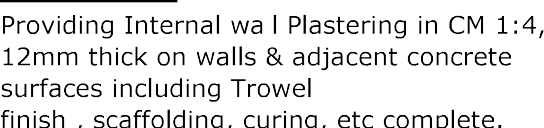 Providing Internal wa l Plastering in CM 1:4,
12mm thick on walls & adjacent concrete
surfaces including Trowel
finish , scaffolding, curing, etc complete.